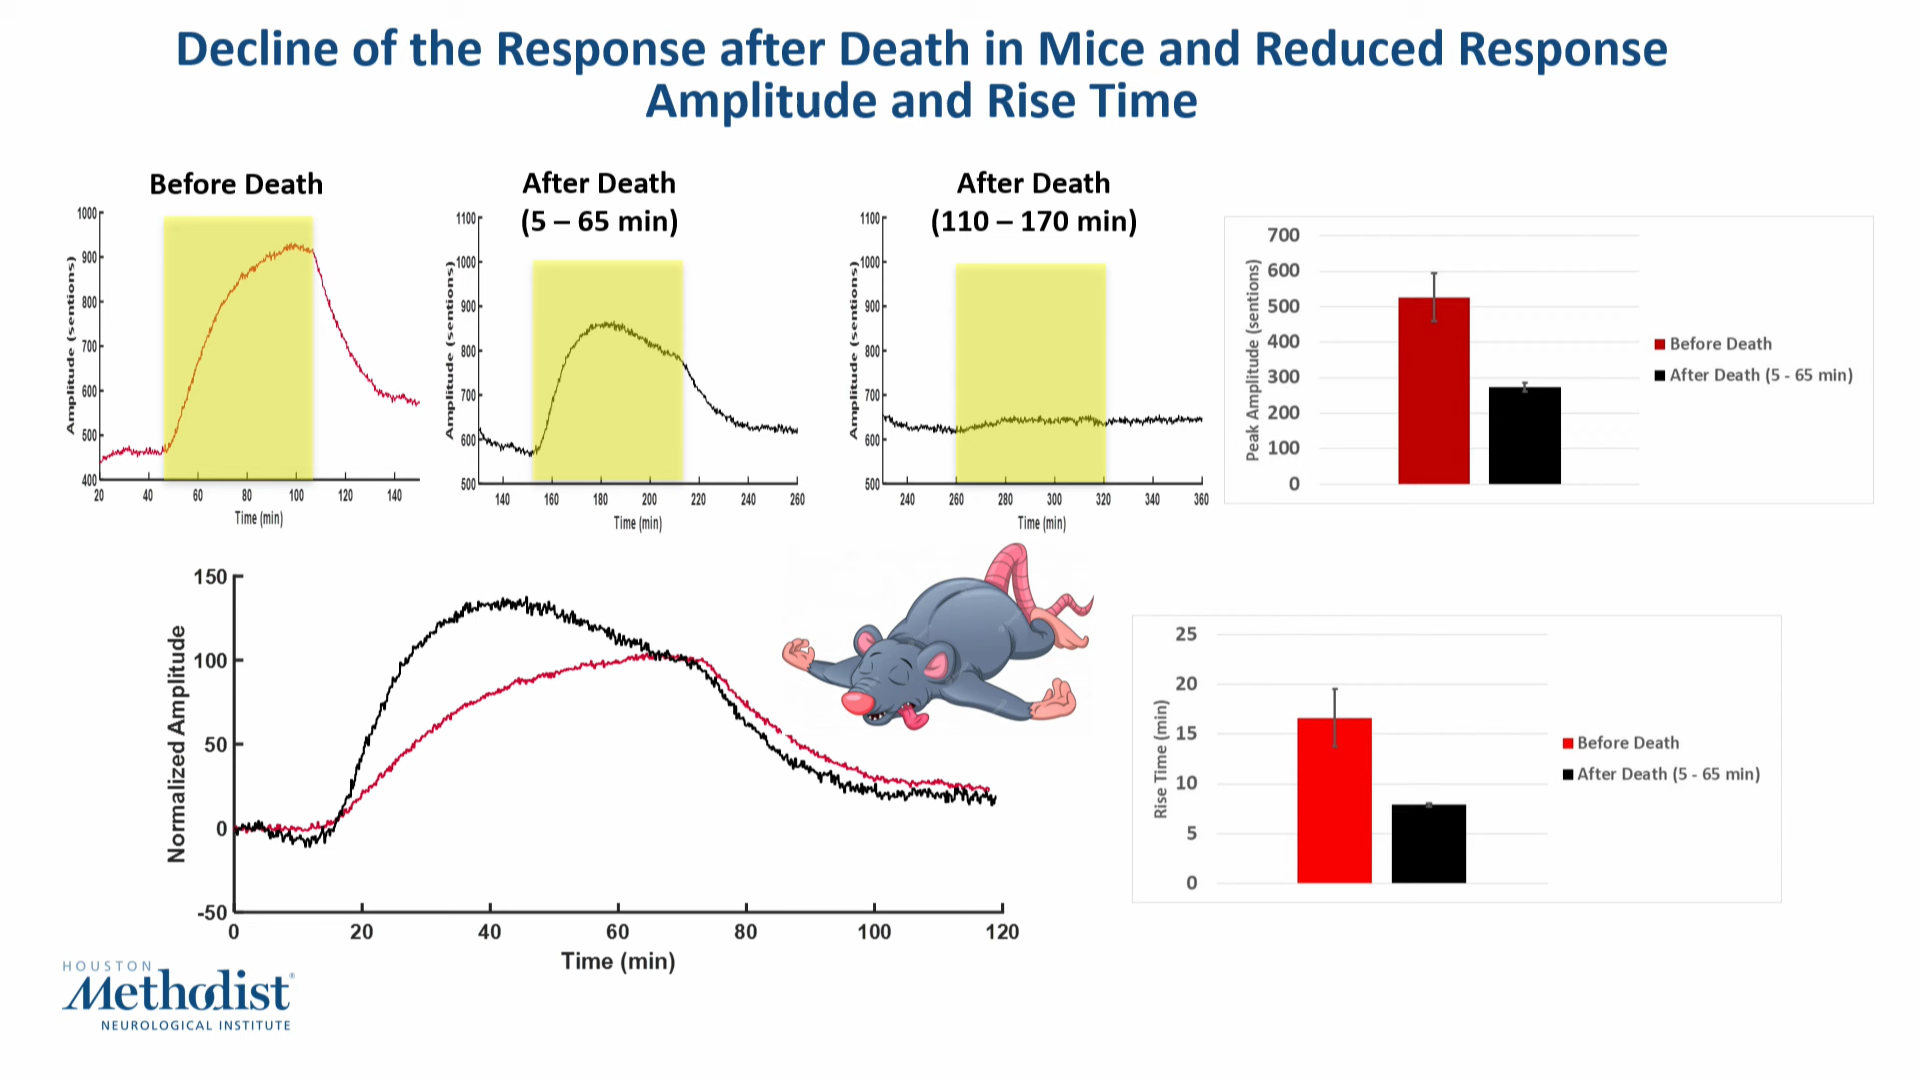 Decline of the Response after Death in Mice and Reduced Response
Amplitude and Rise Time
Before Death
1000
900
800
700
600
500
400
Amplitude (sentions)
20 40 60 80 100 120 140
Time (min)
After Death
(5 – 65 min)
1100
1000
900
800
700
600
500
Amplitude (sentions)
140 160 180 200 220 240 260
Time (min)
After Death
(110 – 170 min)
1100
1000
900
800
700
600
500
Amplitude (sentions)
240 260 280 300 320 340 360
Time (min)
700
600
500
400
300
200
100
0
Peak Amplitude (sentions)
Before Death
After Death (5 - 65 min)
150
100
50
0
-50
Normalized Amplitude
0 20 40 60 80 100 120
Time (min)
25
20
15
10
5
0
Rise Time (min)
Before Death
After Death (5 - 65 min)
HOUSTON
Methodist®
NEUROLOGICAL INSTITUTE